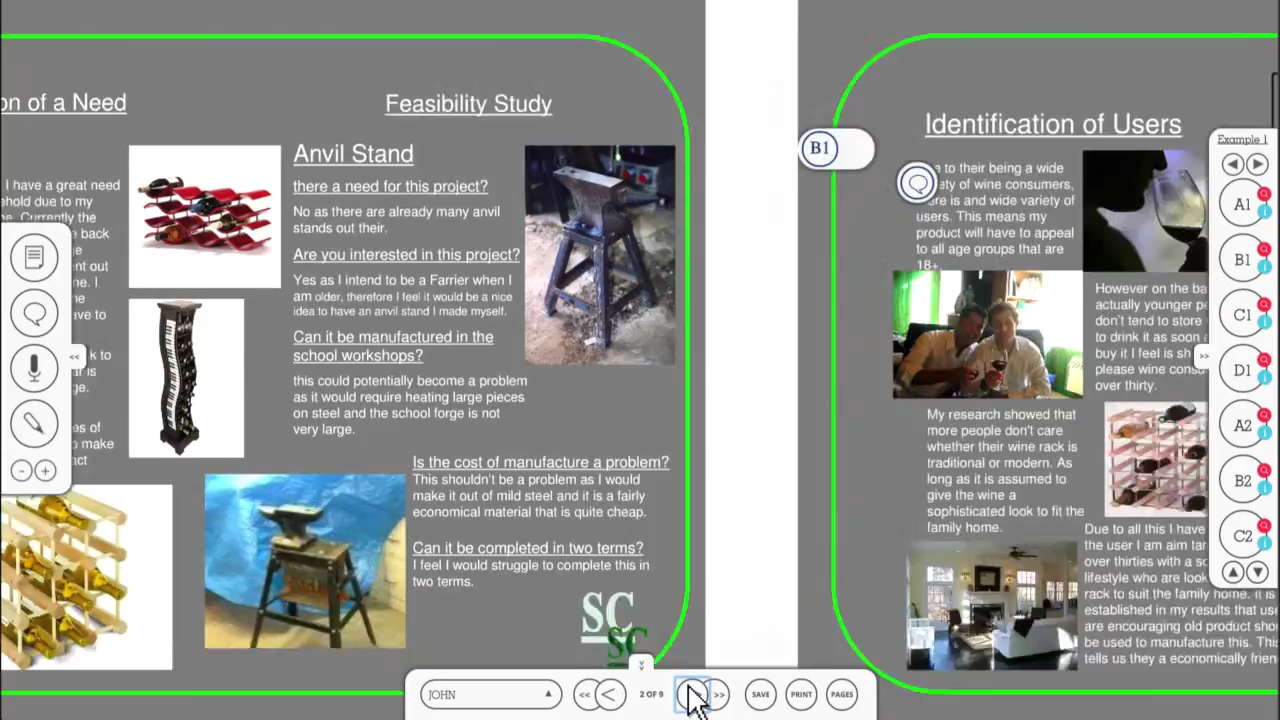 on of a Need
I have a great need
ehold due to my
Currently the
back
ent out
ne. I
ave to
k to
es of
make
act
Feasibility Study
Anvil Stand
there a need for this project?
No as there are already many anvil
stands out their.
Are you interested in this project?
Yes as I intend to be a Farrier when I
am older, therefore I feel it would be a nice
idea to have an anvil stand I made myself.
Can it be manufactured in the
school workshops?
this could potentially become a problem
as it would require heating large pieces
on steel and the school forge is not
very large.
Is the cost of manufacture a problem?
This shouldn't be a problem as I would
make it out of mild steel and it is a fairly
economical material that is quite cheap.
Can it be completed in two terms?
I feel I would struggle to complete this in
two terms.
SC
SC
B1
Identification of Users
e to their being a wide
ety of wine consumers,
ere is and wide variety of
users. This means my
product will have to appeal
to all age groups that are
18+.
However on the ba
actually younger pe
don't tend to store
to drink it as soon a
buy it I feel is sh
please wine consu
over thirty.
My research showed that
more people don't care
whether their wine rack is
traditional or modern. As
long as it is assumed to
give the wine a
sophisticated look to fit the
family home.
Due to all this I have
the user I am aim tar
over thirties with a so
lifestyle who are look
rack to suit the family home. It is
established in my results that use
are encouraging old product sho
be used to manufacture this. This
tells us they a economically frien
Example 1
A1
B1
C1
D1
A2
B2
C2
<<
>>
- +
JOHN
<< < 2 OF 9 >> SAVE PRINT PAGES